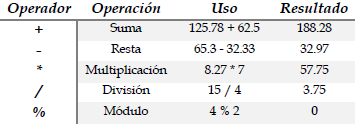 Operador Operación Uso Resultado
+ Suma 125.78 + 62.5 188.28
- Resta 65.3 - 32.33 32.97
* Multiplicación 8.27 * 7 57.75
/ División 15 / 4 3.75
% Módulo 4 % 2 0